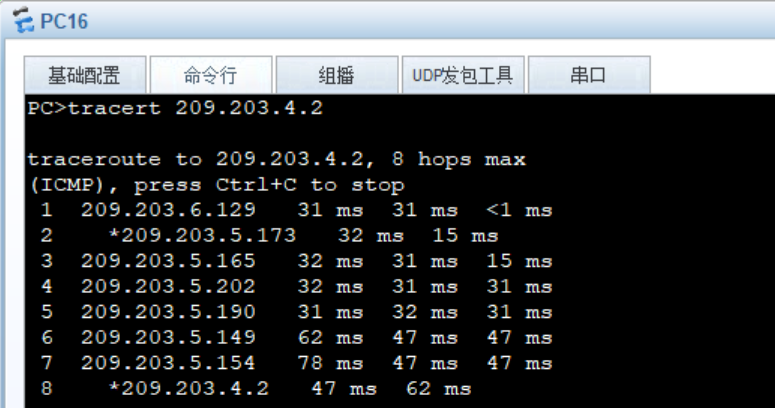 PC16
基础配置 命令行 组播 UDP发包工具 串口
PC>tracert 209.203.4.2
traceroute to 209.203.4.2, 8 hops max
(ICMP), press Ctrl+C to stop
1 209.203.6.129 31 ms 31 ms <1 ms
2 *209.203.5.173 32 ms 15 ms
3 209.203.5.165 32 ms 31 ms 15 ms
4 209.203.5.202 32 ms 31 ms 31 ms
5 209.203.5.190 31 ms 32 ms 31 ms
6 209.203.5.149 62 ms 47 ms 47 ms
7 209.203.5.154 78 ms 47 ms 47 ms
8 *209.203.4.2 47 ms 62 ms